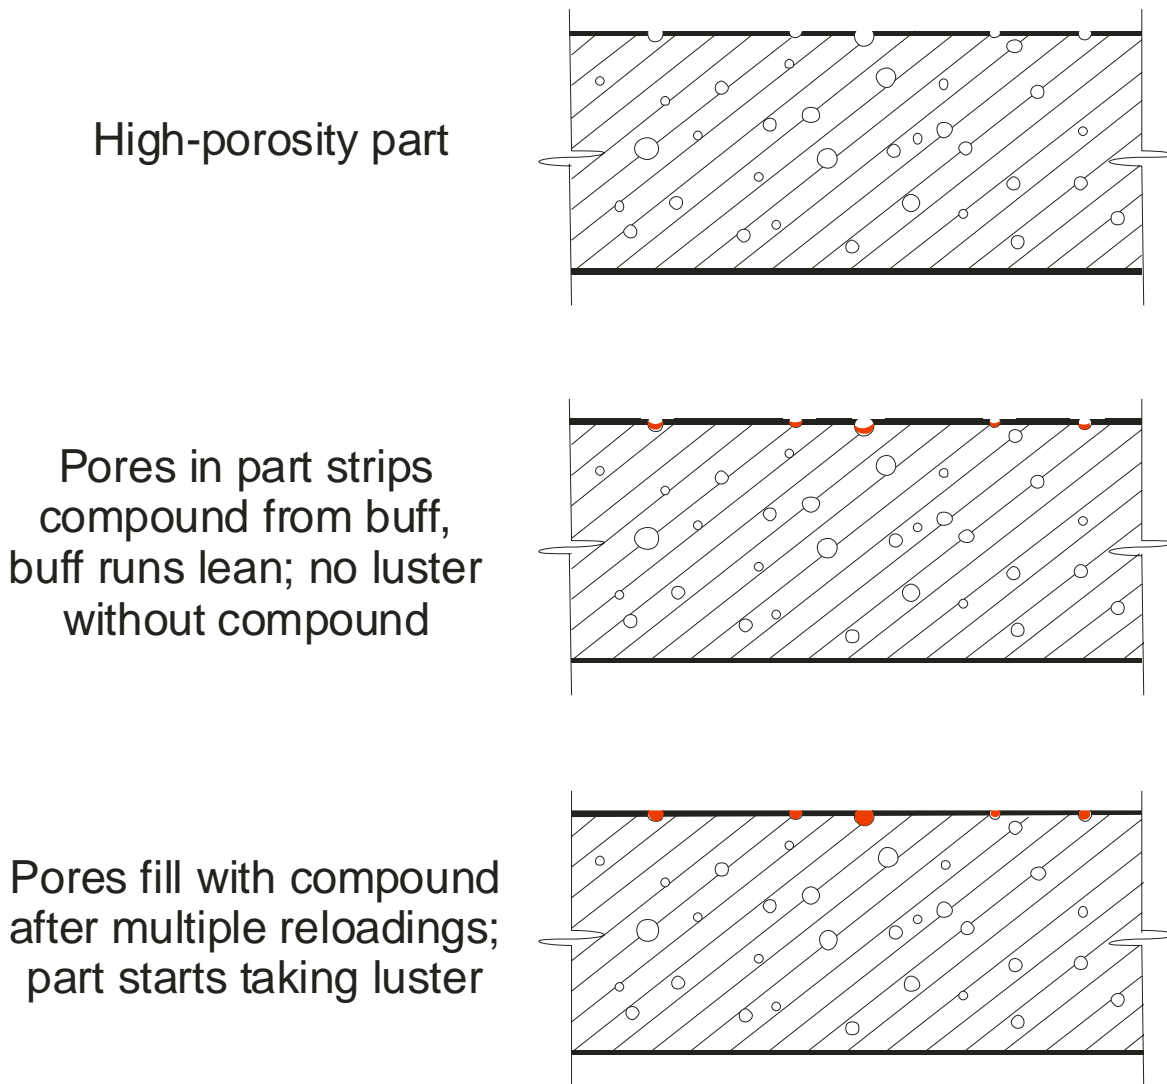 High-porosity part
Pores in part strips
compound from buff,
buff runs lean; no luster
without compound
Pores fill with compound
after multiple reloadings;
part starts taking luster